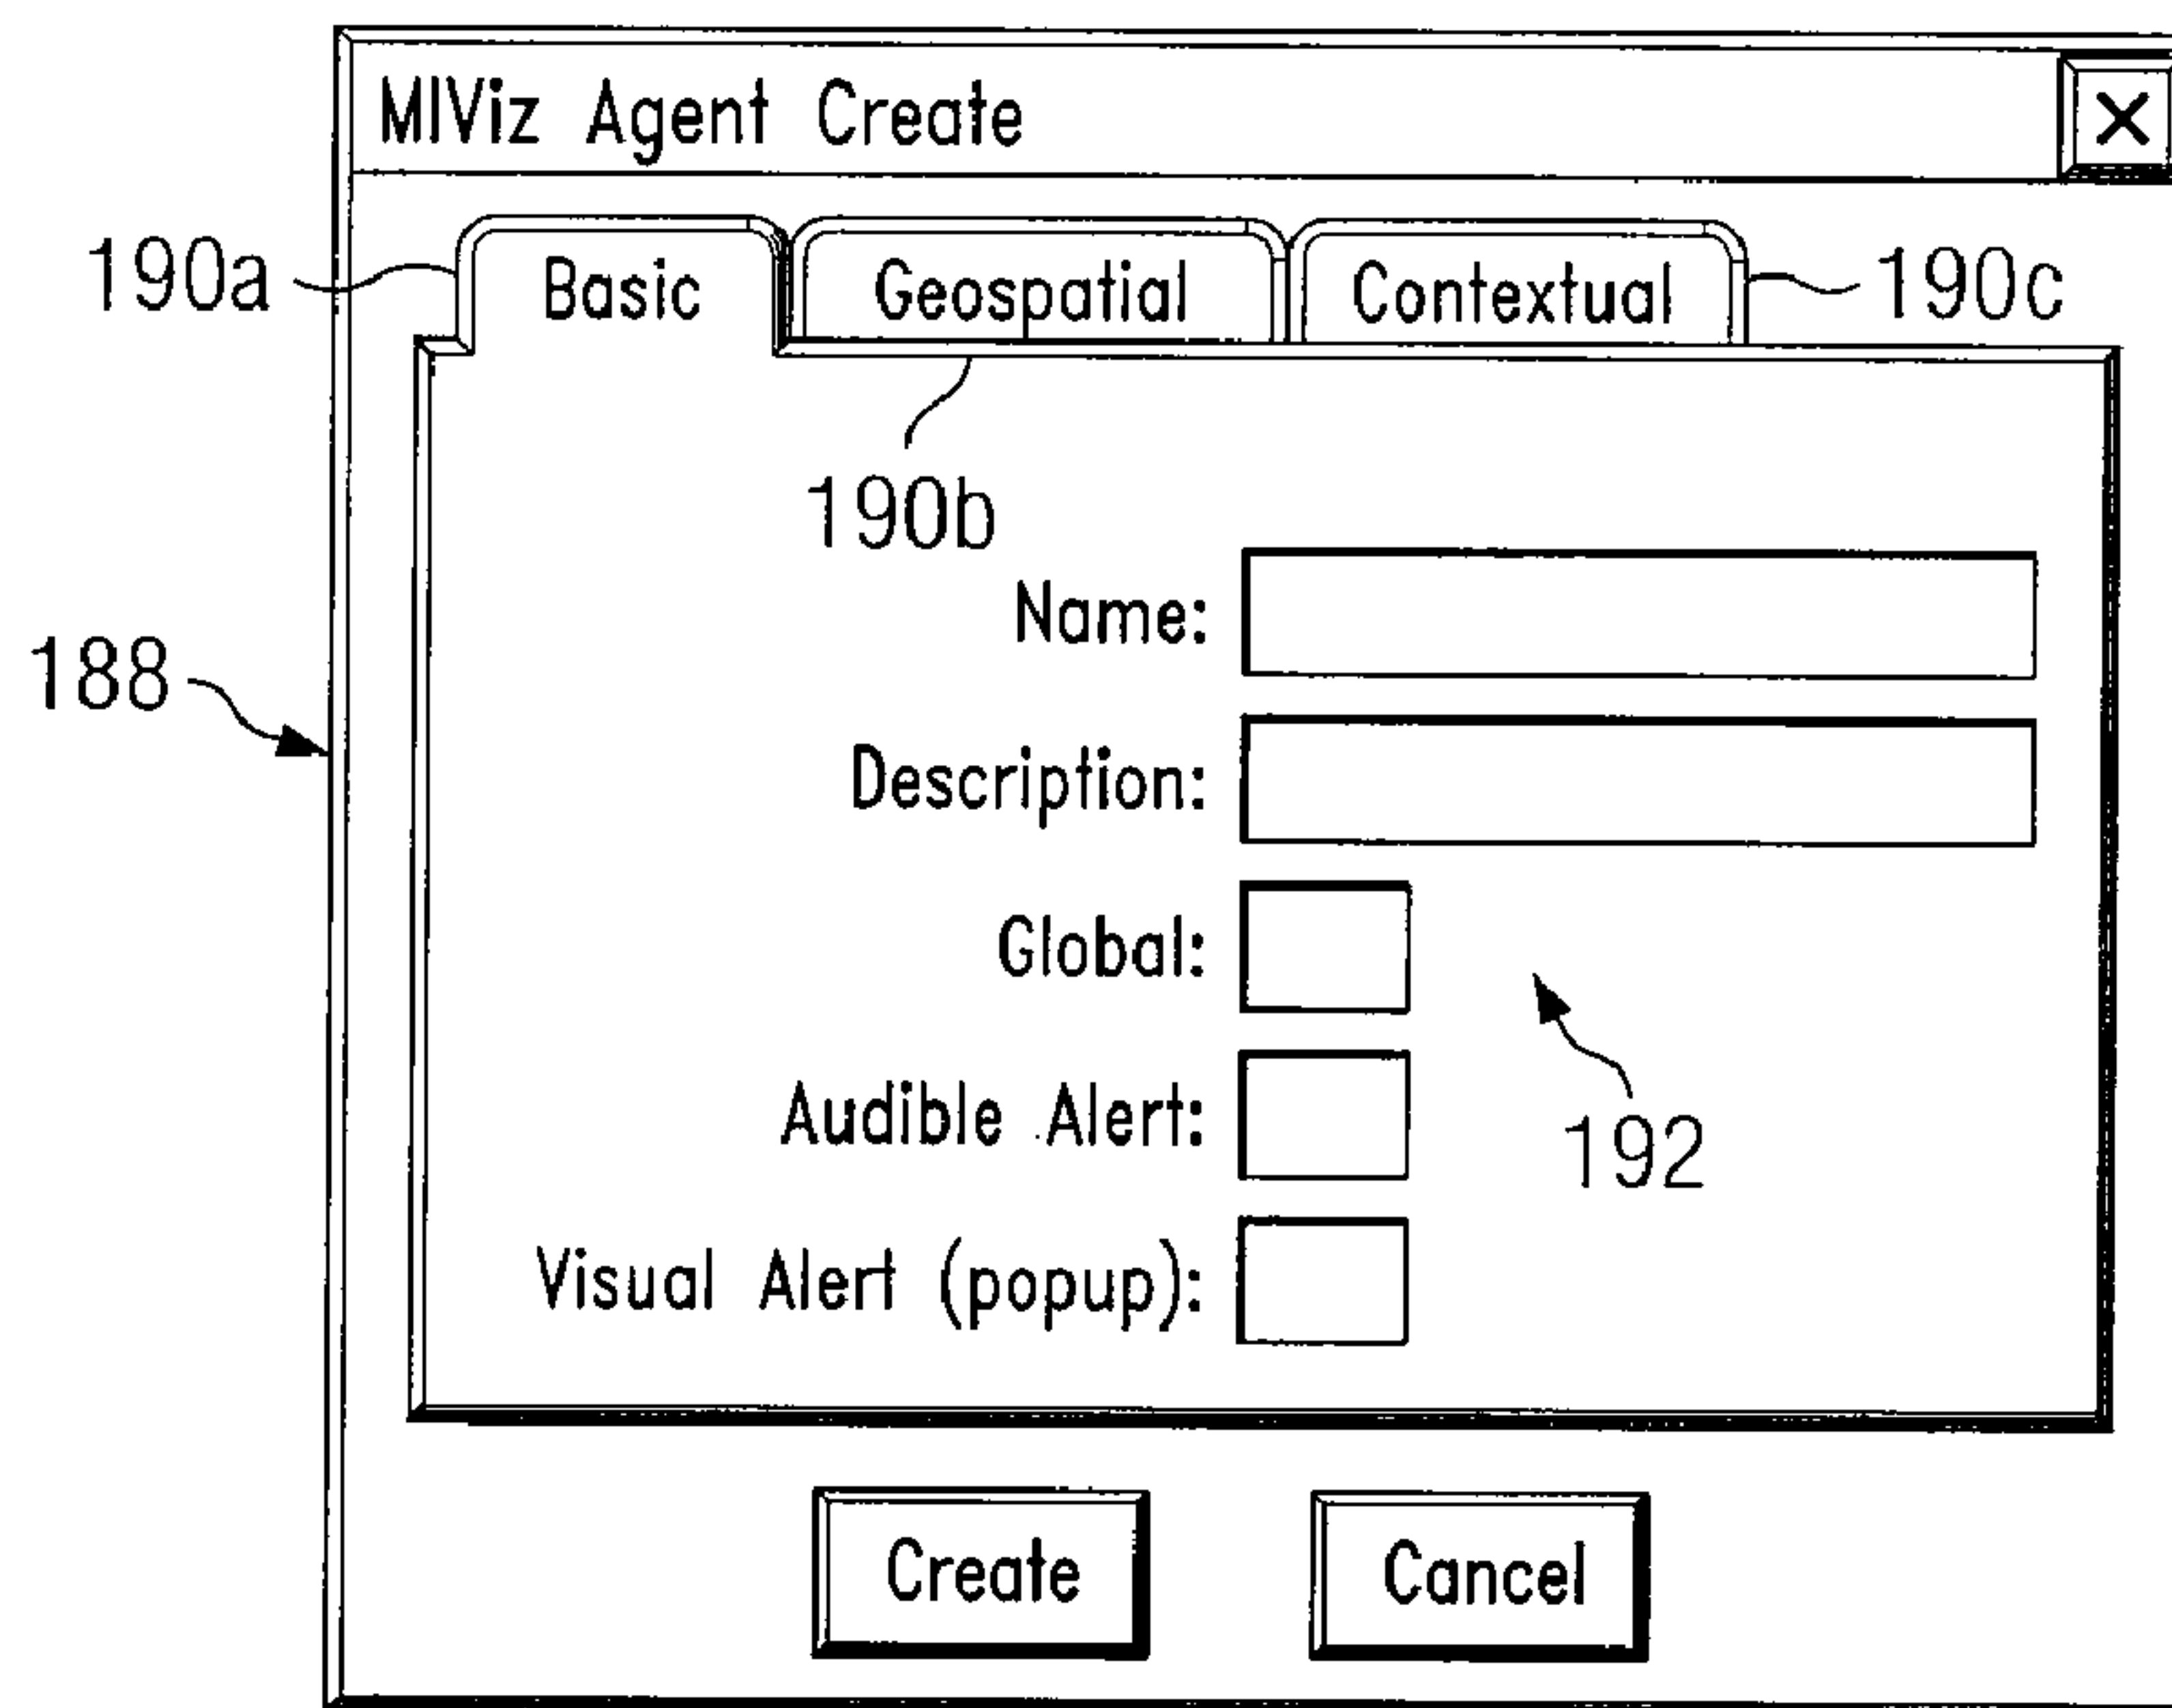 MIViz Agent Create X
190a Basic Geospatial Contextual 190c
190b
Name:
188
Description:
Global:
Audible Alert:
192
Visual Alert (popup):
Create Cancel